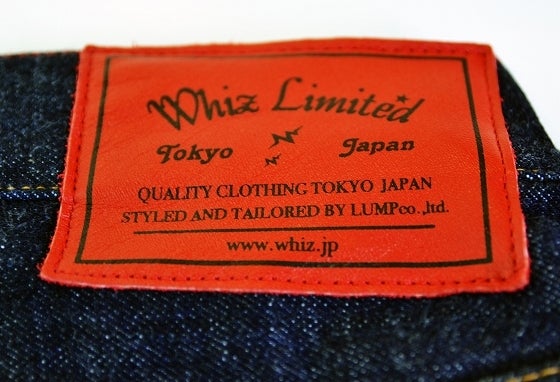 Whiz Limited
Tokyo Japan
QUALITY CLOTHING TOKYO JAPAN
STYLED AND TAILORED BY LUMPco.,ltd.
www.whiz.jp